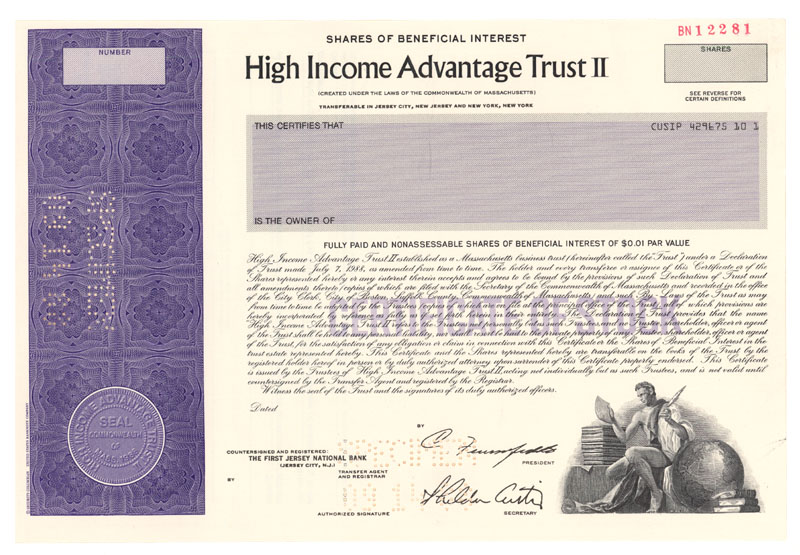 BN12281
SHARES OF BENEFICIAL INTEREST
NUMBER
SHARES
High Income Advantage Trust II
(CREATED UNDER THE LAWS OF THE COMMONWEALTH OF MASSACHUSETTS)
SEE REVERSE FOR
CERTAIN DEFINITIONS
TRANSFERABLE IN JERSEY CITY, NEW JERSEY AND NEW YORK, NEW YORK
THIS CERTIFIES THAT
CUSIP 429675 10 1
IS THE OWNER OF
FULLY PAID AND NONASSESSABLE SHARES OF BENEFICIAL INTEREST OF $0.01 PAR VALUE
High Income Advantage Trust II established as a Massachusetts business trust (hereinafter called the Trust) under a Declaration
of Trust made July 7, 1988, as amended from time to time. The holder and every transferee or assignee of this Certificate or of the
Shares represented hereby or any interest therein accepts and agrees to be bound by the provisions of such Declaration of Trust and
all amendments thereto (copies of which are filed with the Secretary of the Commonwealth of Massachusetts and recorded in the office
of the City Clerk, City of Boston, Suffolk County, Commonwealth of Massachusetts) and such By-Laws of the Trust as may
from time to time be adopted by the Trustees (copies of which are on file at the principal office of the Trust), all of which provisions are
hereby incorporated by reference as fully as if set forth herein in their entirety. The Declaration of Trust provides that the name
High Income Advantage Trust II refers to the Trustees not personally but as such Trustees, and no Trustee, shareholder, officer or agent
of the Trust shall be held to any personal liability, nor shall resort be had to the private property of any Trustee, shareholder, officer or agent
of the Trust, for the satisfaction of any obligation or claim in connection with this Certificate or the Shares of Beneficial Interest in the
trust estate represented hereby. This Certificate and the Shares represented hereby are transferable on the books of the Trust by the
registered holder hereof in person or by duly authorized attorney upon surrender of this Certificate properly endorsed. This Certificate
is issued by the Trustees of High Income Advantage Trust II, acting not individually but as such Trustees, and is not valid until
countersigned by the Transfer Agent and registered by the Registrar.
Witness the seal of the Trust and the signatures of its duly authorized officers.
Dated
HIGH INCOME ADVANTAGE TRUST II
SEAL
COMMONWEALTH
BY
COUNTERSIGNED AND REGISTERED:
THE FIRST JERSEY NATIONAL BANK
(JERSEY CITY, N.J.)
TRANSFER AGENT
AND REGISTRAR
PRESIDENT
BY
AUTHORIZED SIGNATURE
Sheldon Curtis
SECRETARY